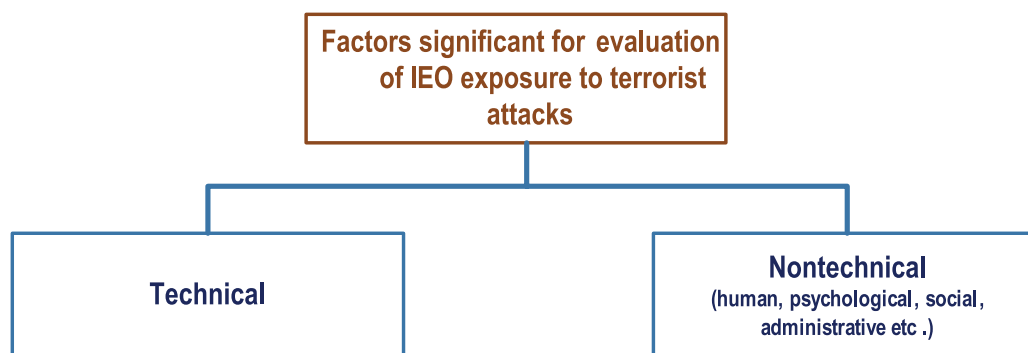 Factors significant for evaluation
of IEO exposure to terrorist
attacks
Technical
Nontechnical
(human, psychological, social,
administrative etc .)